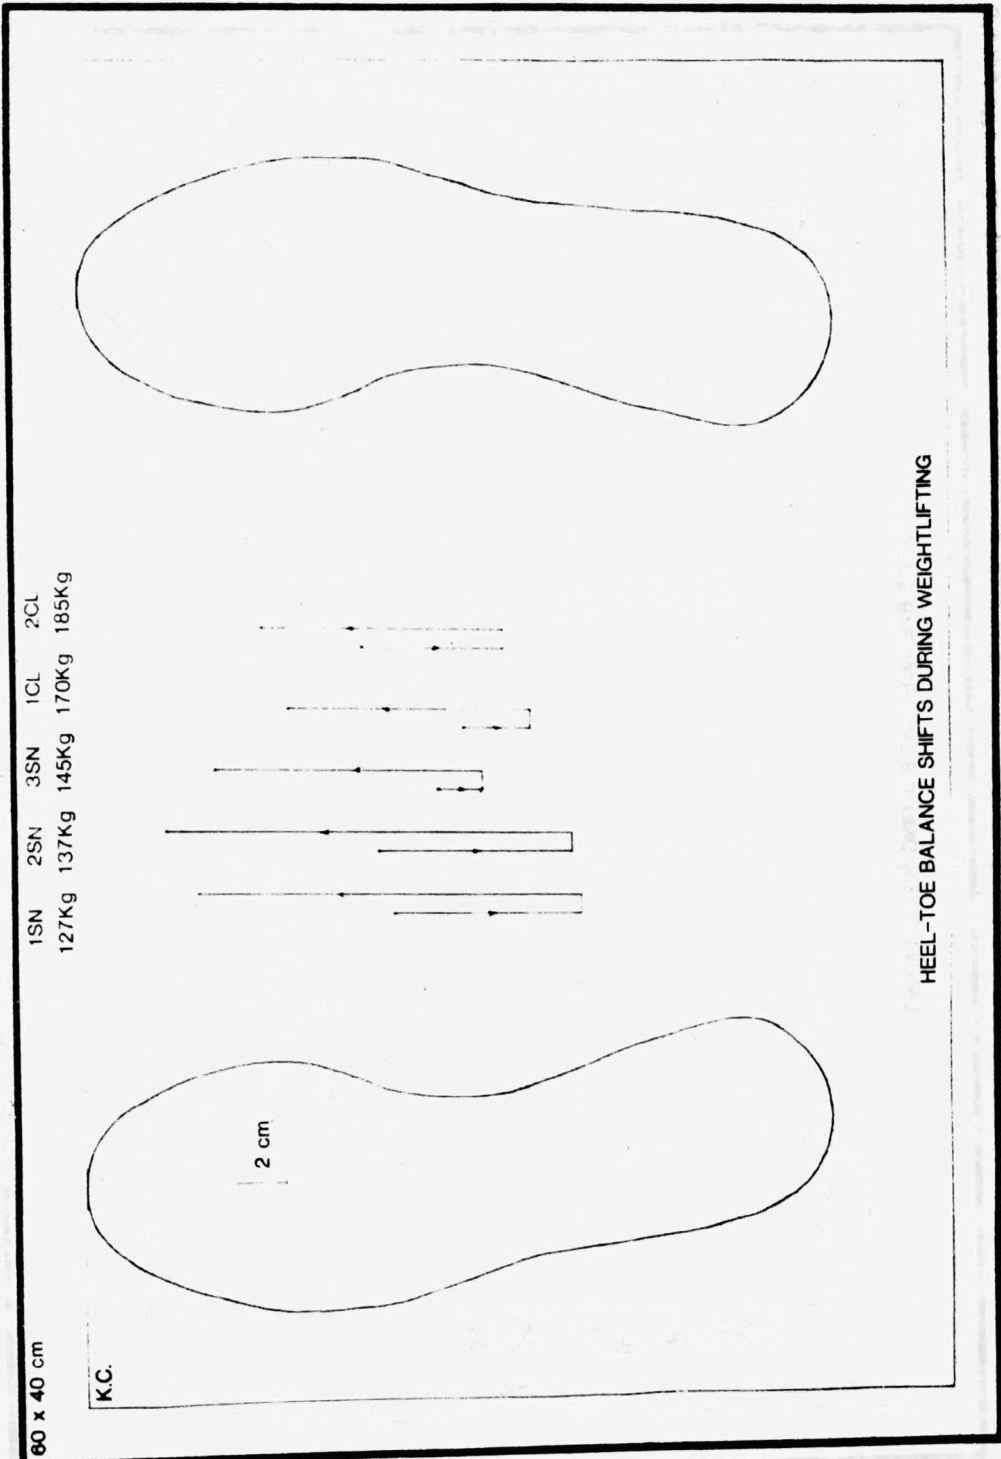 60 x 40 cm
K.C.
1SN 2SN 3SN 1CL 2CL
127Kg 137Kg 145Kg 170Kg 185Kg
2 cm
HEEL-TOE BALANCE SHIFTS DURING WEIGHTLIFTING